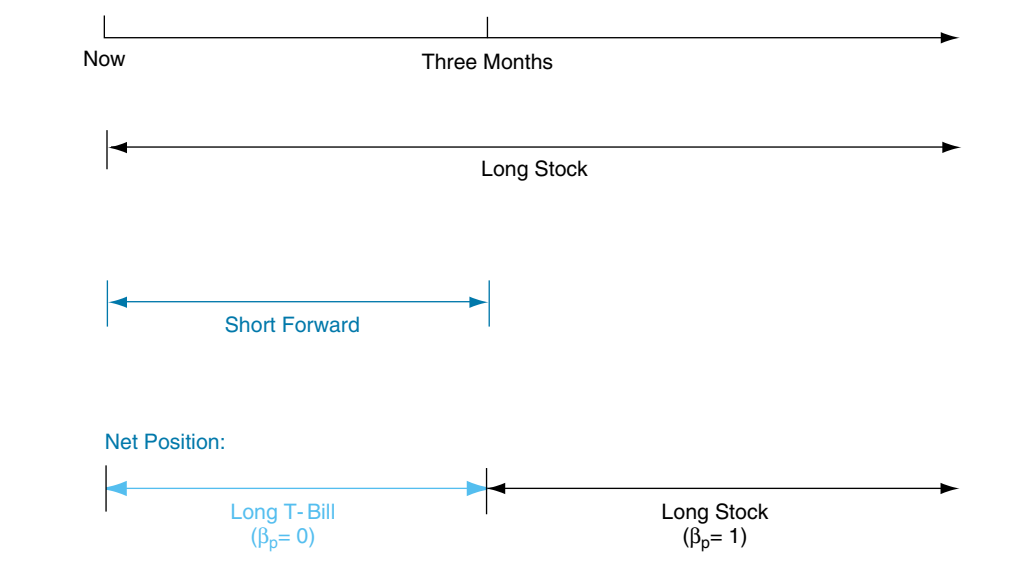 Now
Three Months
Long Stock
Short Forward
Net Position:
Long T-Bill
Long Stock
(βp= 0)
(βp= 1)